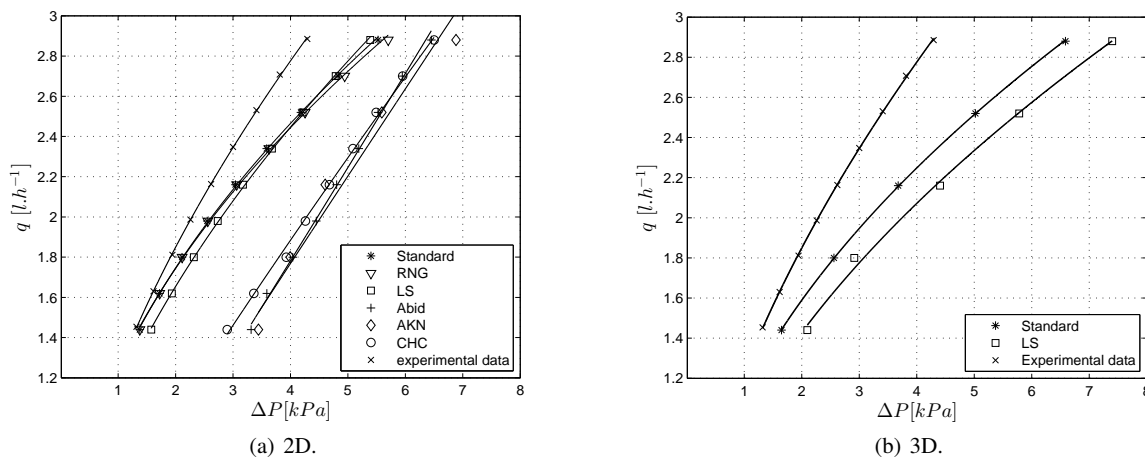 3
2.8
2.6
2.4
2.2
2
1.8
1.6
1.4
1.2
q [l.h⁻¹]
1 2 3 4 5 6 7 8
ΔP[kPa]
Standard
RNG
LS
Abid
AKN
CHC
experimental data
(a) 2D.
3
2.8
2.6
2.4
2.2
2
1.8
1.6
1.4
1.2
q [l.h⁻¹]
1 2 3 4 5 6 7 8
ΔP[kPa]
Standard
LS
Experimental data
(b) 3D.